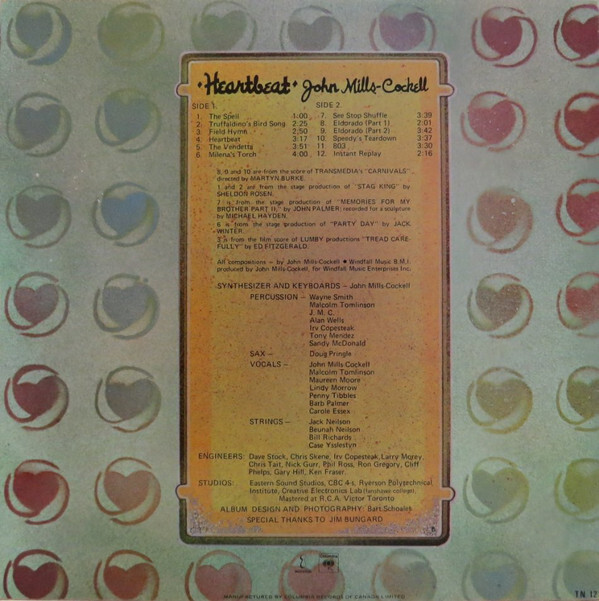 Heartbeat John Mills-Cockell
SIDE 1.
1. The Spell 1:00
2. Truffaldino's Bird Song 2:25
3. Field Hymn 2:50
4. Heartbeat 3:17
5. The Vendetta 3:51
6. Milena's Torch 4:00
SIDE 2.
7. See Stop Shuffle 3:39
8. Eldorado (Part 1) 2:01
9. Eldorado (Part 2) 3:42
10. Speedy's Teardown 3:37
11. 803 3:30
12. Instant Replay 2:16
8, 9 and 10 are from the score of TRANSMEDIA's "CARNIVALS",
directed by MARTYN BURKE.
1 and 2 are from the stage production of "STAG KING" by
SHELDON ROSEN.
7 is from the stage production of "MEMORIES FOR MY
BROTHER PART II," by JOHN PALMER; recorded for a sculpture
by MICHAEL HAYDEN.
6 is from the stage production of "PARTY DAY" by JACK
WINTER.
is from the film score of LUMBY productions "TREAD CARE-
FULLY" by ED FITZGERALD.
All compositions – by John Mills-Cockell • Windfall Music B.M.I.
produced by John Mills-Cockell, for Windfall Music Enterprises Inc.
SYNTHESIZER AND KEYBOARDS – John Mills-Cockell
PERCUSSION – Wayne Smith
Malcolm Tomlinson
J. M. C.
Alan Wells
Irv Copesteak
Tony Mendez
Sandy McDonald
SAX – Doug Pringle
VOCALS – John Mills-Cockell
Malcolm Tomlinson
Maureen Moore
Lindy Morrow
Penny Tibbles
Barb Palmer
Carole Essex
STRINGS – Jack Neilson
Beunah Neilson
Bill Richards
Case Ysselstyn
ENGINEERS: Dave Stock, Chris Skene, Irv Copesteak, Larry Morey,
Chris Tait, Nick Gurr, Phil Ross, Ron Gregory, Cliff
Phelps, Gary Hifi, Ken Fraser.
STUDIOS: Eastern Sound Studios, CBC 4-s, Ryerson Polytechnical
Institute, Creative Electronics Lab (fanshawe college),
Mastered at R.C.A. Victor Toronto
ALBUM DESIGN AND PHOTOGRAPHY: Bart Schoales
SPECIAL THANKS TO JIM BUNGARD
MANUFACTURED BY COLUMBIA RECORDS OF CANADA LIMITED